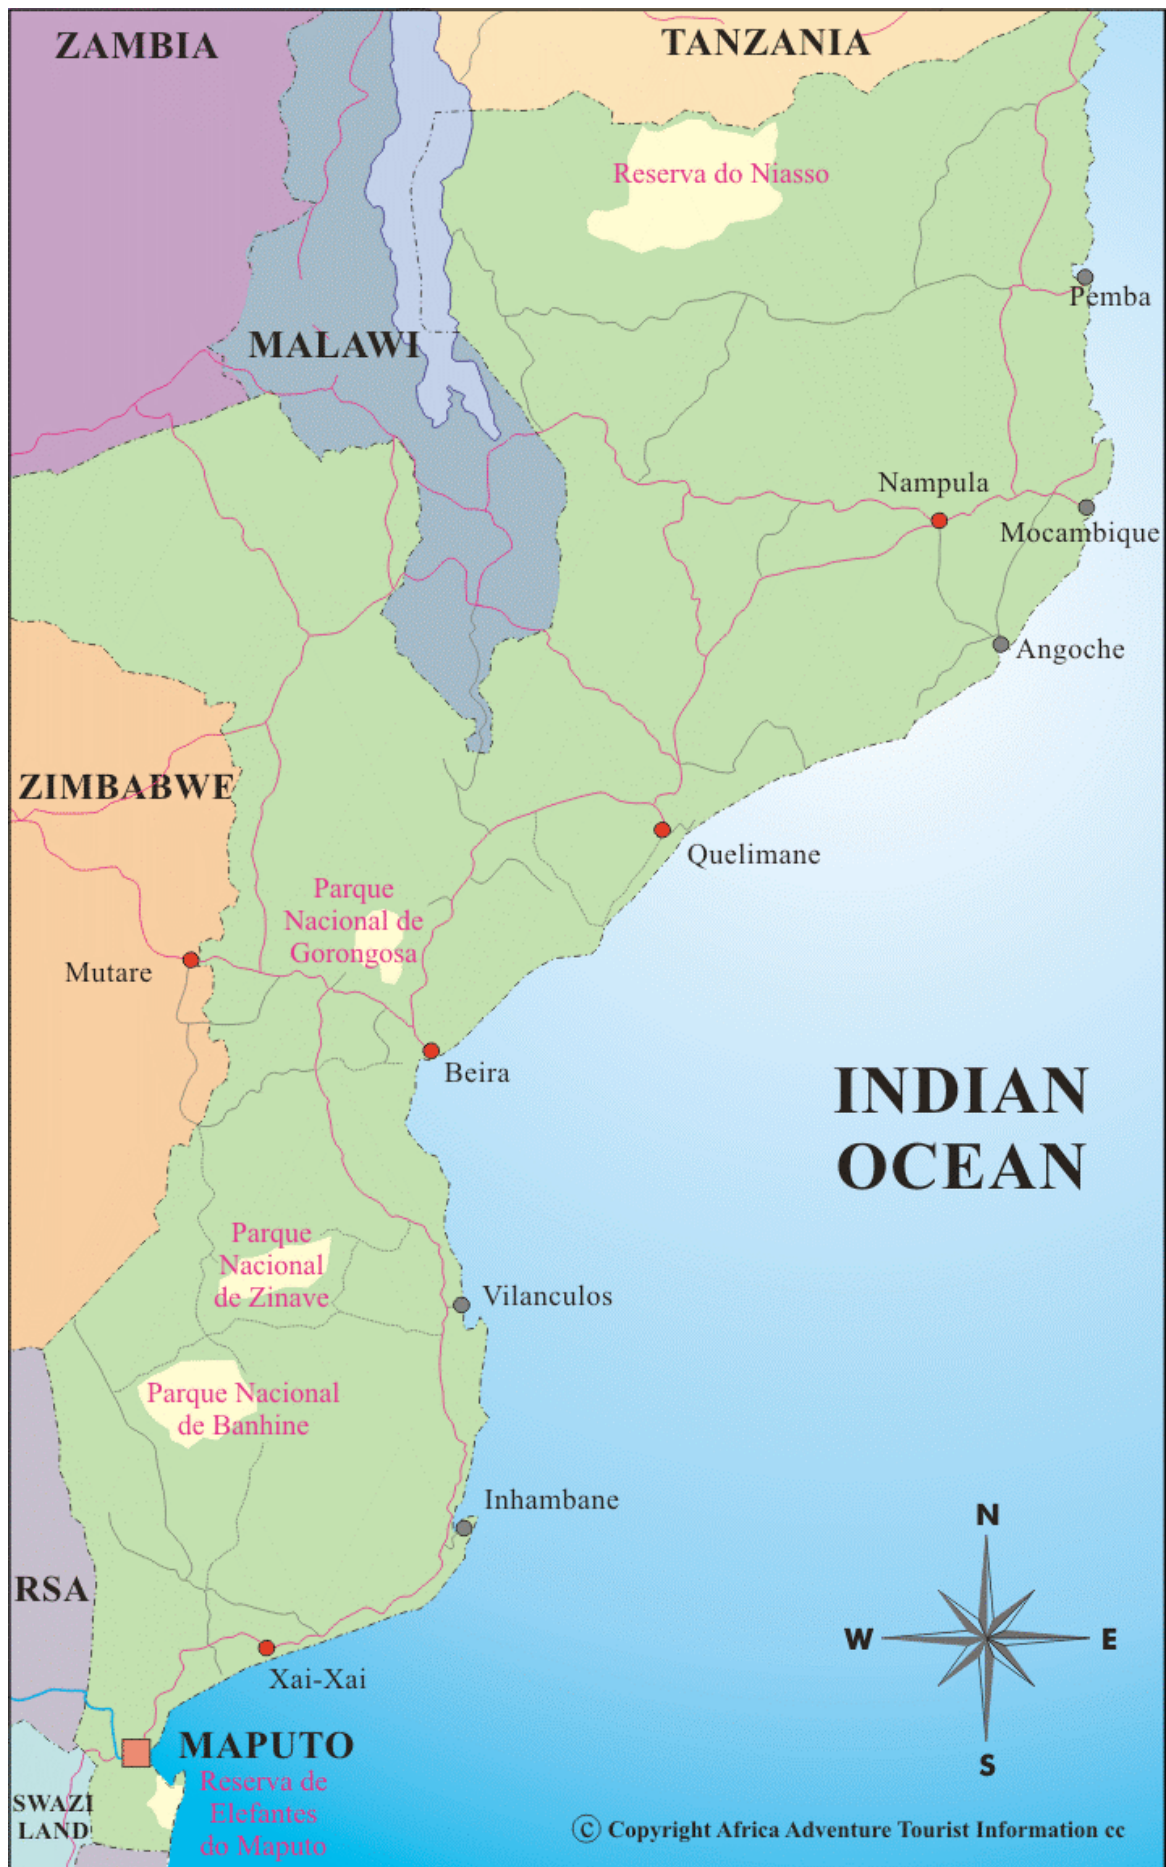 ZAMBIA
TANZANIA
Reserva do Niasso
Pemba
MALAWI
Nampula
Mocambique
Angoche
ZIMBABWE
Quelimane
Parque
Nacional de
Gorongosa
Mutare
Beira
INDIAN
OCEAN
Parque
Nacional
de Zinave
Vilanculos
Parque Nacional
de Banhine
Inhambane
N
W
E
S
RSA
Xai-Xai
MAPUTO
Reserva de
Elefantes
do Maputo
SWAZI
LAND
© Copyright Africa Adventure Tourist Information cc